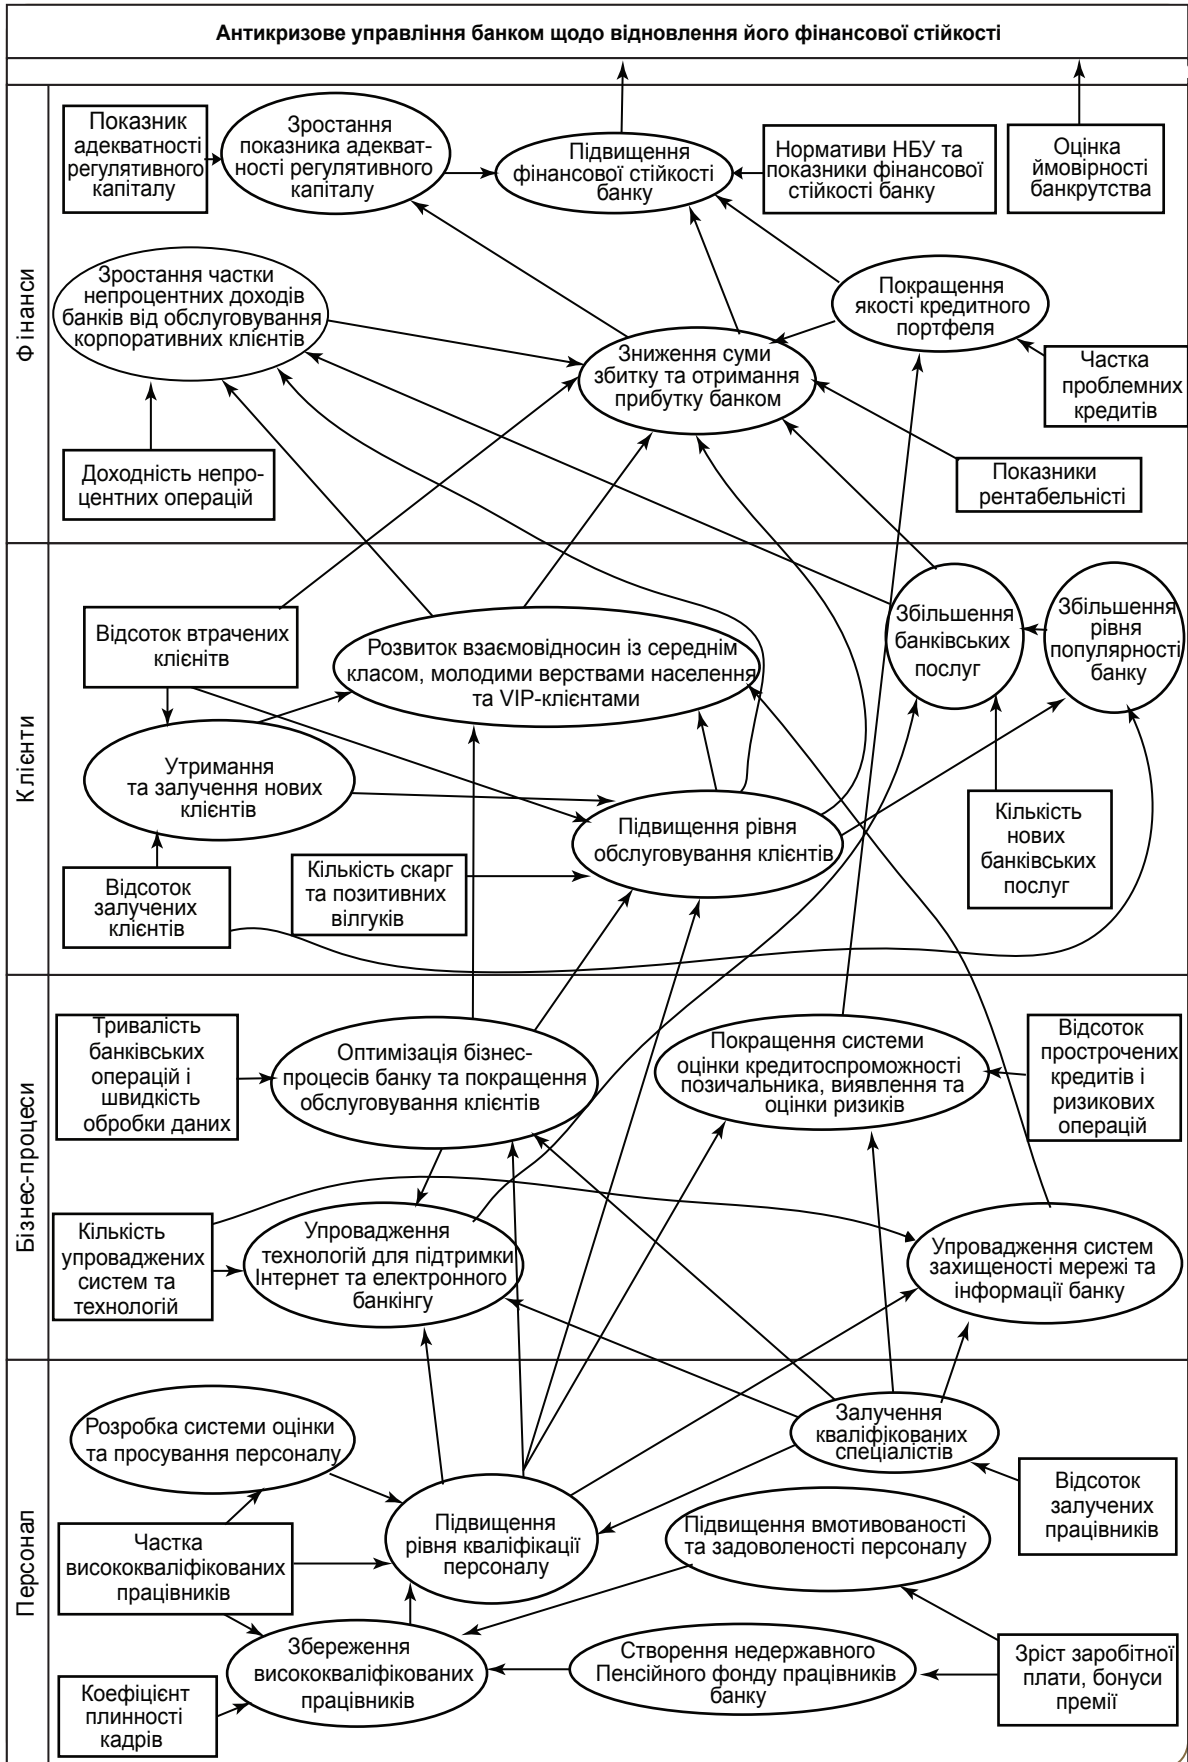 Антикризове управління банком щодо відновлення його фінансової стійкості
Фінанси
Показник
адекватності
регулятивного
капіталу
Зростання
показника адекват-
ності регулятивного
капіталу
Підвищення
фінансової стійкості
банку
Нормативи НБУ та
показники фінансової
стійкості банку
Оцінка
ймовірності
банкрутства
Зростання частки
непроцентних доходів
банків від обслуговування
корпоративних клієнтів
Покращення
якості кредитного
портфеля
Зниження суми
збитку та отримання
прибутку банком
Частка
проблемних
кредитів
Доходність непро-
центних операцій
Показники
рентабельністі
Клієнти
Відсоток втрачених
клієнітв
Розвиток взаємовідносин із середнім
класом, молодими верствами населення
та VIP-клієнтами
Збільшення
банківських
послуг
Збільшення
рівня
популярності
банку
Утримання
та залучення нових
клієнтів
Підвищення рівня
обслуговування клієнтів
Кількість
нових
банківських
послуг
Відсоток
залучених
клієнтів
Кількість скарг
та позитивних
вілгуків
Бізнес-процеси
Тривалість
банківських
операцій і
швидкість
обробки даних
Оптимізація бізнес-
процесів банку та покращення
обслуговування клієнтів
Покращення системи
оцінки кредитоспроможності
позичальника, виявлення та
оцінки ризиків
Відсоток
прострочених
кредитів і
ризикових
операцій
Кількість
упроваджених
систем та
технологій
Упровадження
технологій для підтримки
Інтернет та електронного
банкінгу
Упровадження систем
захищеності мережі та
інформації банку
Персонал
Розробка системи оцінки
та просування персоналу
Залучення
кваліфікованих
спеціалістів
Відсоток
залучених
працівників
Частка
висококваліфікованих
працівників
Підвищення
рівня кваліфікації
персоналу
Підвищення вмотивованості
та задоволеності персоналу
Збереження
висококваліфікованих
працівників
Створення недержавного
Пенсійного фонду працівників
банку
Зріст заробітної
плати, бонуси
премії
Коефіцієнт
плинності
кадрів